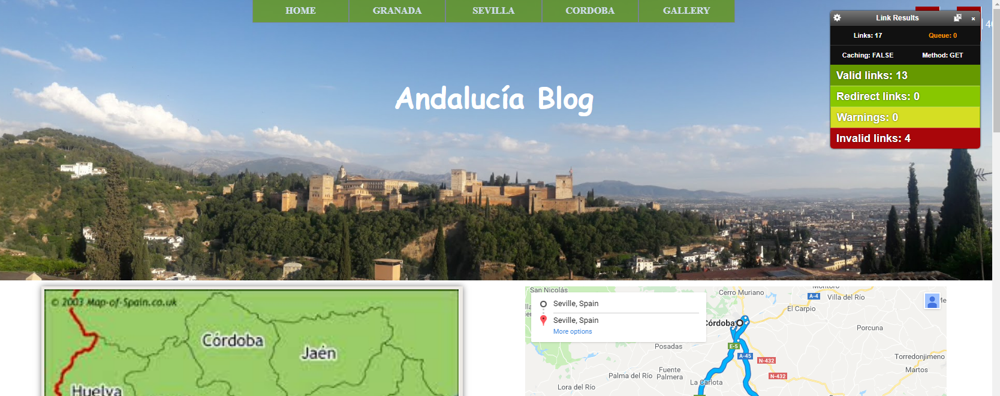 HOME
GRANADA
SEVILLA
CORDOBA
GALLERY
Link Results
×
Links: 17
Queue: 0
Caching: FALSE
Method: GET
Valid links: 13
Redirect links: 0
Warnings: 0
Invalid links: 4
Andalucía Blog
© 2003 Map-of-Spain.co.uk
Córdoba
Jaén
Huelva
San Nicolás
Seville, Spain
Seville, Spain
More options
Cerro Muriano
A-4
Villa del Río
El Carpio
Córdoba
Porcuna
E-5
Posadas
A-45
N-432
Torredonjimeno
Martos
Fuente
Palmera
Palma del Río
N-432
La Carlota
Lora del Río